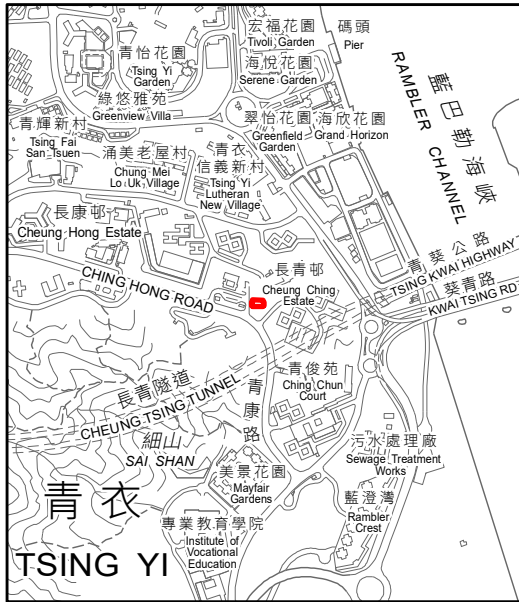 宏福花園
Tivoli Garden
碼頭
Pier
青怡花園
Tsing Yi
Garden
海悅花園
Serene Garden
藍巴勒海峽
RAMBLER CHANNEL
綠悠雅苑
Greenview Villa
翠怡花園
Greenfield
Garden
海欣花園
Grand Horizon
青輝新村
Tsing Fai
San Tsuen
涌美老屋村
Chung Mei
Lo Uk Village
青衣
信義新村
Tsing Yi
Lutheran
New Village
長康邨
Cheung Hong Estate
青葵公路
TSING KWAI HIGHWAY
長青邨
Cheung Ching
Estate
葵青路
KWAI TSING RD
CHING HONG ROAD
長青隧道
CHEUNG TSING TUNNEL
青康路
青俊苑
Ching Chun
Court
細山
SAI SHAN
污水處理廠
Sewage Treatment
Works
美景花園
Mayfair
Gardens
藍澄灣
Rambler
Crest
青衣
TSING YI
專業教育學院
Institute of
Vocational
Education